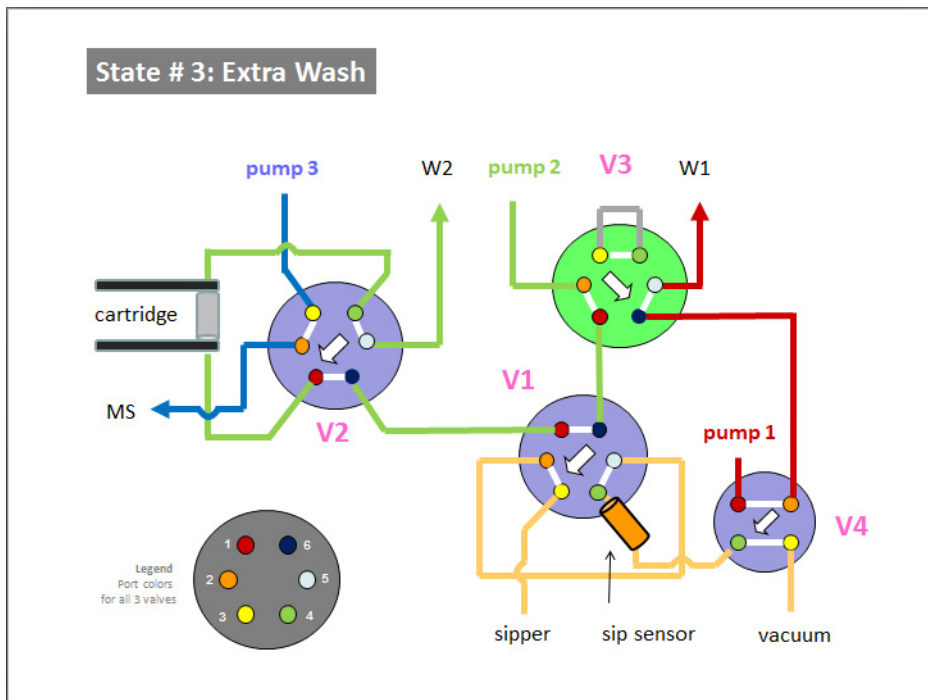 State # 3: Extra Wash
pump 3
W2
pump 2
V3
W1
cartridge
MS
V2
V1
pump 1
V4
Legend
Port colors
for all 3 valves
1
6
2
5
3
4
sipper
sip sensor
vacuum